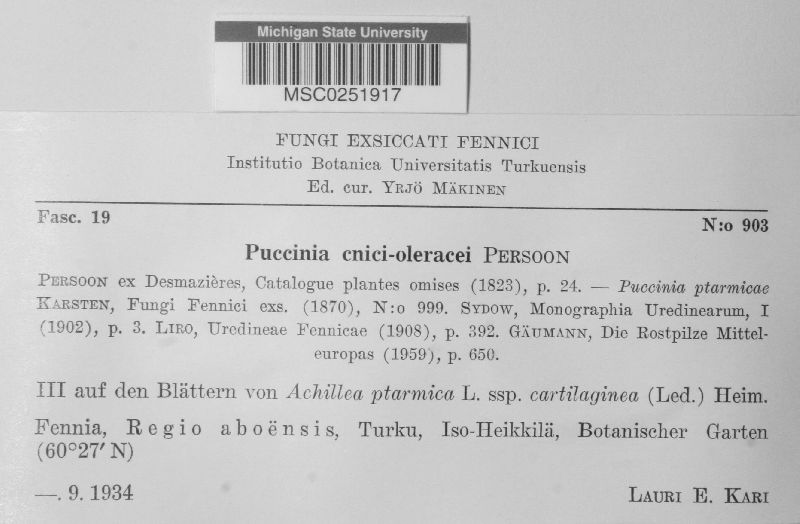 Michigan State University
MSC0251917
FUNGI EXSICCATI FENNICI
Institutio Botanica Universitatis Turkuensis
Ed. cur. YRJÖ MÄKINEN
Fasc. 19
N:o 903
Puccinia cnici-oleracei PERSOON
PERSOON ex Desmazières, Catalogue plantes omises (1823), p. 24. — Puccinia ptarmicae
KARSTEN, Fungi Fennici exs. (1870), N:o 999. SYDOW, Monographia Uredinearum, I
(1902), p. 3. LIRO, Uredineae Fennicae (1908), p. 392. GÄUMANN, Die Rostpilze Mittel-
europas (1959), p. 650.
III auf den Blättern von Achillea ptarmica L. ssp. cartilaginea (Led.) Heim.
Fennia, Regio aboënsis, Turku, Iso-Heikkilä, Botanischer Garten
(60°27′ N)
—. 9. 1934
LAURI E. KARI